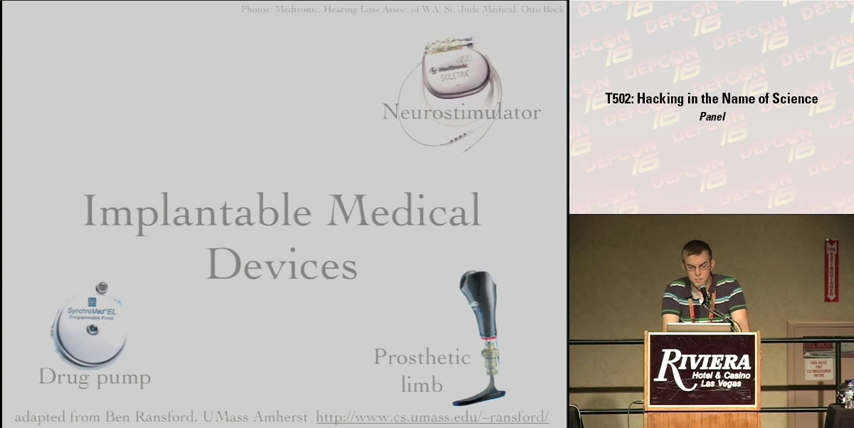 Photos: Medtronic, Hearing Loss Assoc. of WA, St. Jude Medical, Otto Bock
Medtronic
SOLETRA
Neurostimulator
Implantable Medical
Devices
SynchroMed EL
Programmable Pump
Drug pump
Prosthetic
limb
adapted from Ben Ransford, UMass Amherst http://www.cs.umass.edu/~ransford/
DEFCON
16
T502: Hacking in the Name of Science
Panel
RIVIERA
Hotel & Casino
Las Vegas